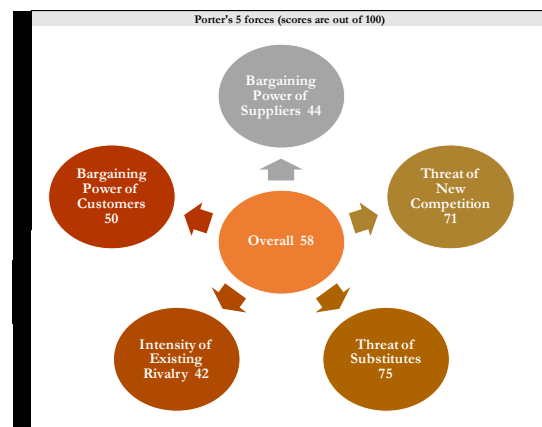 Porter's 5 forces (scores are out of 100)
Bargaining
Power of
Suppliers 44
Bargaining
Power of
Customers
50
Threat of
New
Competition
71
Overall 58
Intensity of
Existing
Rivalry 42
Threat of
Substitutes
75